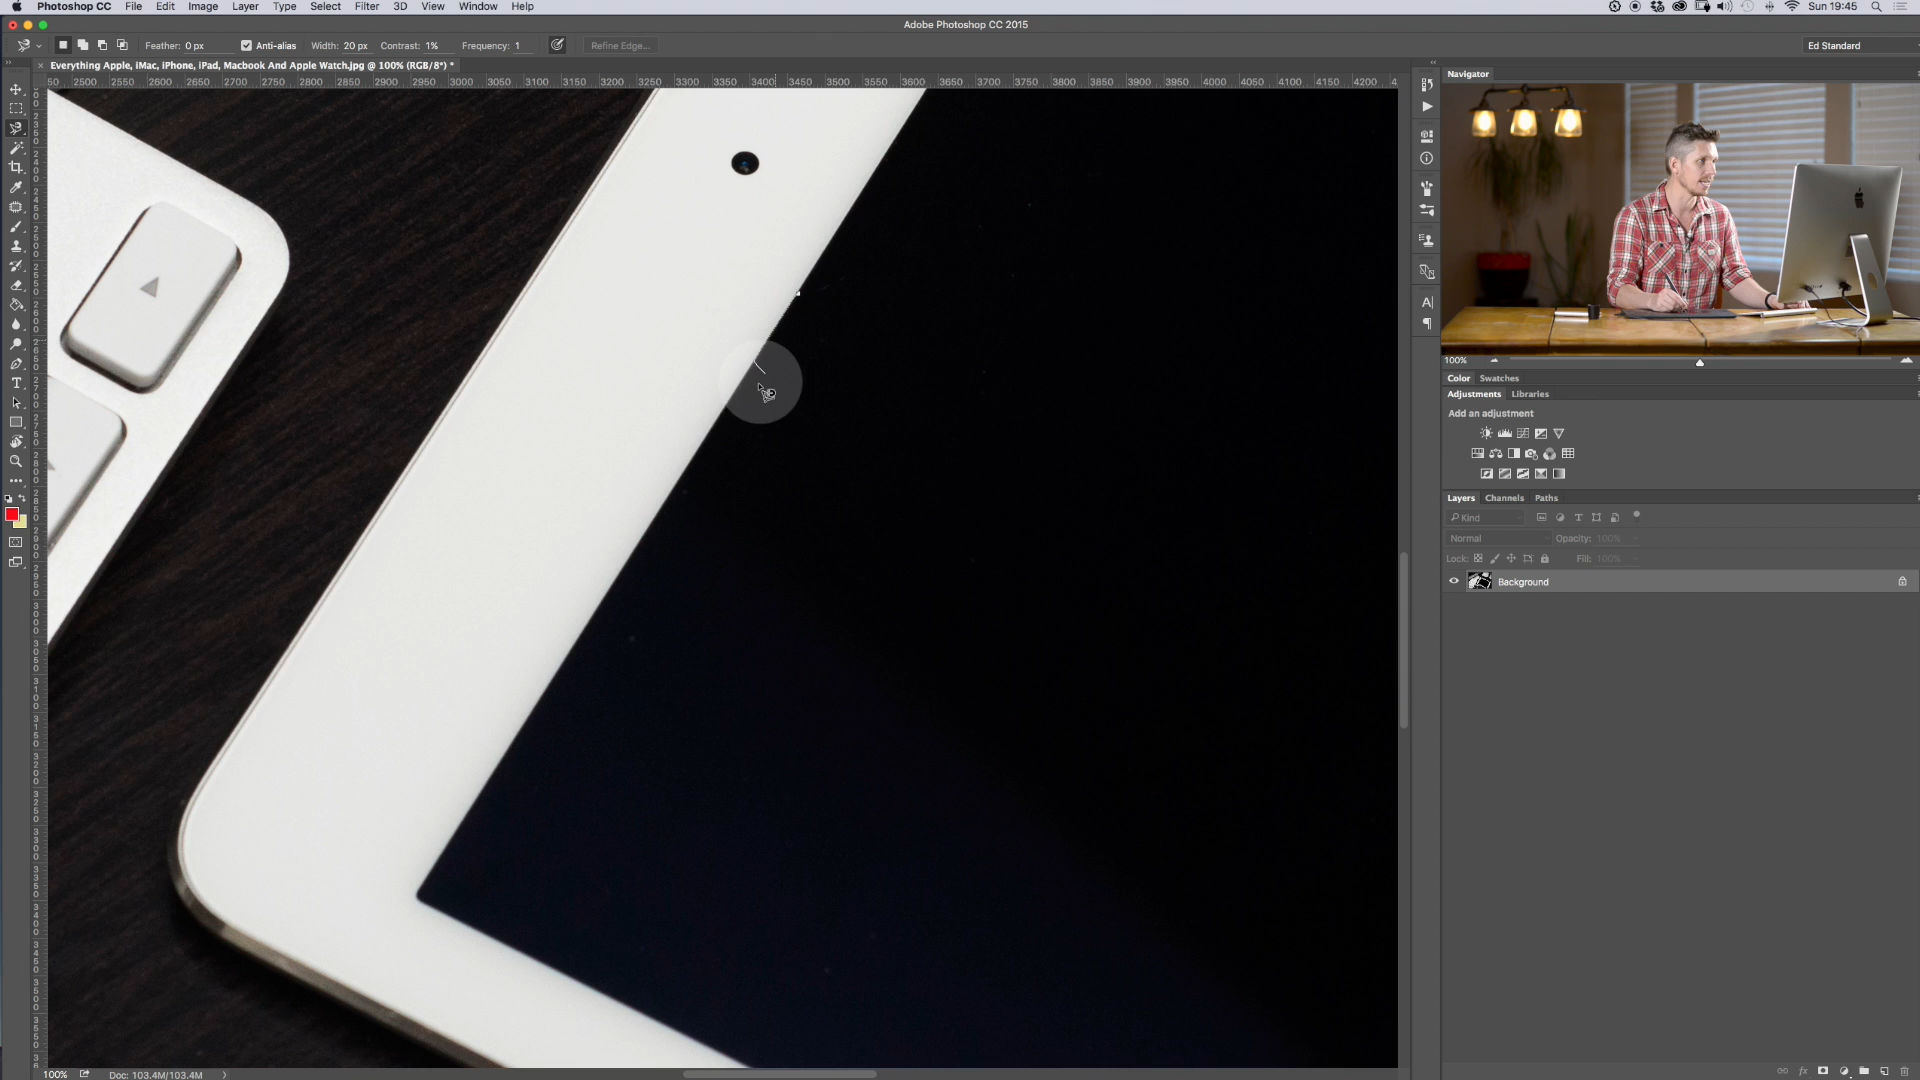 Photoshop CC File Edit Image Layer Type Select Filter 3D View Window Help Sun 19:45
Adobe Photoshop CC 2015
Feather: 0 px Anti-alias Width: 20 px Contrast: 1% Frequency: 1 Refine Edge... Ed Standard
Everything Apple, iMac, iPhone, iPad, Macbook And Apple Watch.jpg @ 100% (RGB/8*) *
50 2500 2550 2600 2650 2700 2750 2800 2850 2900 2950 3000 3050 3100 3150 3200 3250 3300 3350 3400 3450 3500 3550 3600 3650 3700 3750 3800 3850 3900 3950 4000 4050 4100 4150 4200 4
Navigator
100%
Color Swatches
Adjustments Libraries
Add an adjustment
Layers Channels Paths
Kind
Normal Opacity: 100%
Lock: Fill: 100%
Background
100% Doc: 103.4M/103.4M